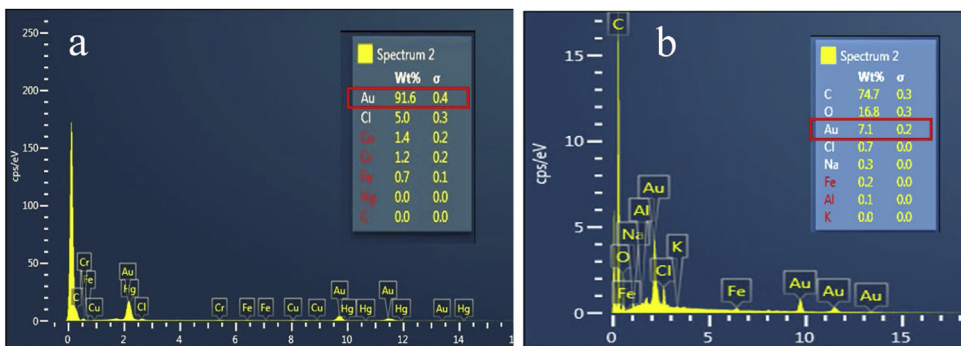 a
Spectrum 2
Wt% σ
Au 91.6 0.4
Cl 5.0 0.3
Cu 1.4 0.2
Cr 1.2 0.2
Fe 0.7 0.1
Hg 0.0 0.0
C 0.0 0.0
cps/eV
250
200
150
100
50
0
Cr
Fe
C
Cu
Au
Hg
Cl
Cr
Fe
Fe
Cu
Cu
Au
Hg
Hg
Au
Hg
Au
Hg
0 2 4 6 8 10 12 14 16
b
Spectrum 2
Wt% σ
C 74.7 0.3
O 16.8 0.3
Au 7.1 0.2
Cl 0.7 0.0
Na 0.3 0.0
Fe 0.2 0.0
Al 0.1 0.0
K 0.0 0.0
cps/eV
15
10
5
0
C
Au
Al
Na
K
O
Cl
Fe
Fe
Au
Au
Au
0 5 10 15